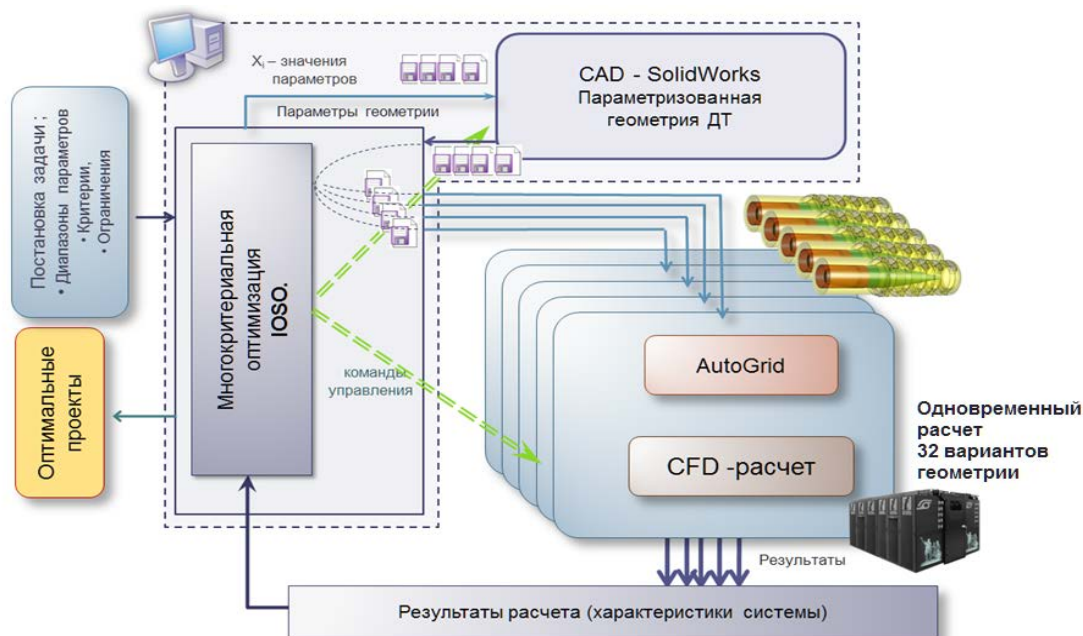 Xᵢ – значения
параметров
Параметры геометрии
CAD - SolidWorks
Параметризованная
геометрия ДТ
Постановка задачи ;
• Диапазоны параметров
• Критерии,
• Ограничения
Многокритериальная
оптимизация
IOSO.
Оптимальные
проекты
команды
управления
AutoGrid
CFD -расчет
Одновременный
расчет
32 вариантов
геометрии
Результаты
Результаты расчета (характеристики системы)